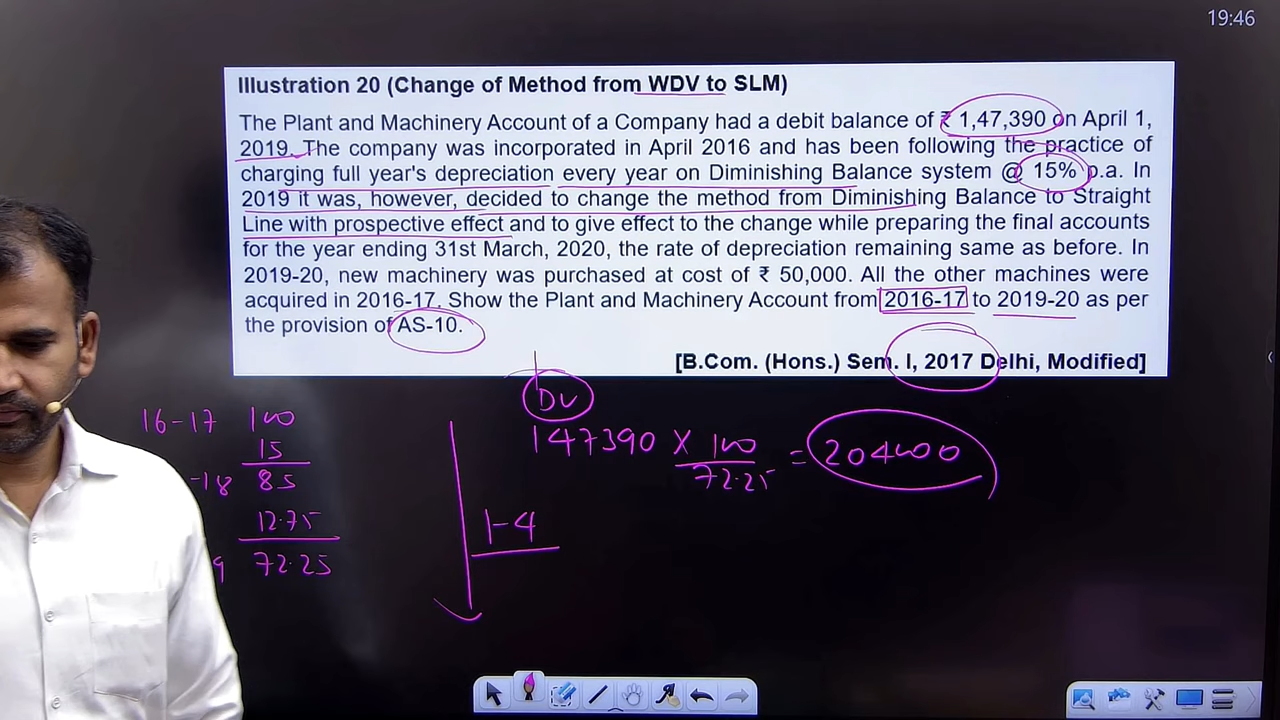 19:46
Illustration 20 (Change of Method from WDV to SLM)
The Plant and Machinery Account of a Company had a debit balance of ₹ 1,47,390 on April 1,
2019. The company was incorporated in April 2016 and has been following the practice of
charging full year's depreciation every year on Diminishing Balance system @ 15% p.a. In
2019 it was, however, decided to change the method from Diminishing Balance to Straight
Line with prospective effect and to give effect to the change while preparing the final accounts
for the year ending 31st March, 2020, the rate of depreciation remaining same as before. In
2019-20, new machinery was purchased at cost of ₹ 50,000. All the other machines were
acquired in 2016-17. Show the Plant and Machinery Account from 2016-17 to 2019-20 as per
the provision of AS-10.
[B.Com. (Hons.) Sem. I, 2017 Delhi, Modified]
16-17 100
15
-18 85
12.75
9 72.25
DV
147390 X 100
72.25
= 204000
1-4